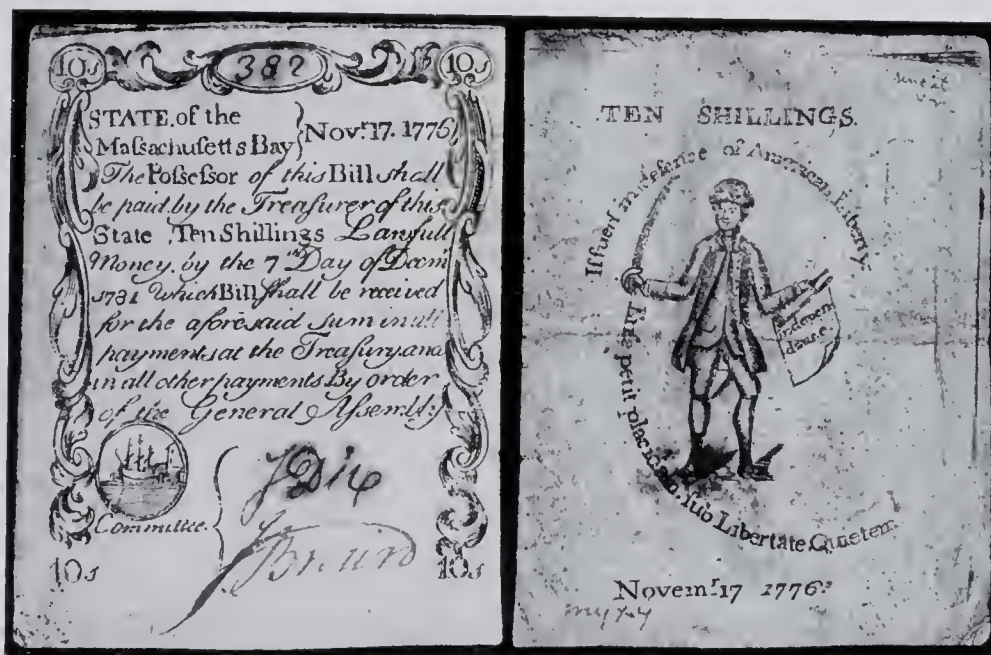 10s 382 10s
STATE of the
Maſsachuſetts Bay } Novr. 17. 1776
The Poſseſsor of this Bill ſhall
be paid by the Treaſurer of this
State Ten Shillings Lawfull
Money. by the 7th Day of Decm
1781 which Bill ſhall be received
for the aforesaid ſum in all
payments at the Treaſury and
in all other payments By order
of the General Aſsembly
Committee. {
J Dix
10s 10s
TEN SHILLINGS.
Iſſued in defence of American Liberty.
Independance
Enſe petit placidam, ſub Libertate Quietem
Novemr. 17 1776.